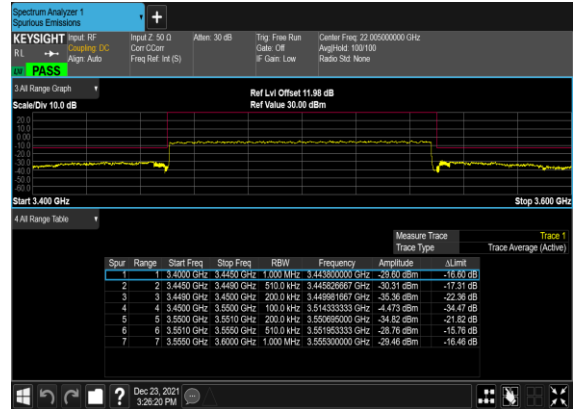 Spectrum Analyzer 1
Spurious Emissions
+
KEYSIGHT Input: RF Input Z: 50 Ω Atten: 30 dB Trig: Free Run Center Freq: 22.005000000 GHz
RL Coupling: DC Corr CCorr Gate: Off Avg|Hold: 100/100
Align: Auto Freq Ref: Int (S) IF Gain: Low Radio Std: None
PASS
3 All Range Graph Ref Lvl Offset 11.98 dB
Scale/Div 10.0 dB Ref Value 30.00 dBm
20.0
10.0
0.00
-10.0
-20.0
-30.0
-40.0
-50.0
-60.0
Start 3.400 GHz Stop 3.600 GHz
4 All Range Table
Measure Trace Trace 1
Trace Type Trace Average (Active)
Spur Range Start Freq Stop Freq RBW Frequency Amplitude ΔLimit
1 1 3.4000 GHz 3.4450 GHz 1.000 MHz 3.443800000 GHz -29.60 dBm -16.60 dB
2 2 3.4450 GHz 3.4490 GHz 510.0 kHz 3.445826667 GHz -30.31 dBm -17.31 dB
3 3 3.4490 GHz 3.4500 GHz 200.0 kHz 3.449981667 GHz -35.36 dBm -22.36 dB
4 4 3.4500 GHz 3.5500 GHz 100.0 kHz 3.514333333 GHz -4.473 dBm -34.47 dB
5 5 3.5500 GHz 3.5510 GHz 200.0 kHz 3.550695000 GHz -34.82 dBm -21.82 dB
6 6 3.5510 GHz 3.5550 GHz 510.0 kHz 3.551953333 GHz -28.76 dBm -15.76 dB
7 7 3.5550 GHz 3.6000 GHz 1.000 MHz 3.555300000 GHz -29.46 dBm -16.46 dB
? Dec 23, 2021
3:26:20 PM